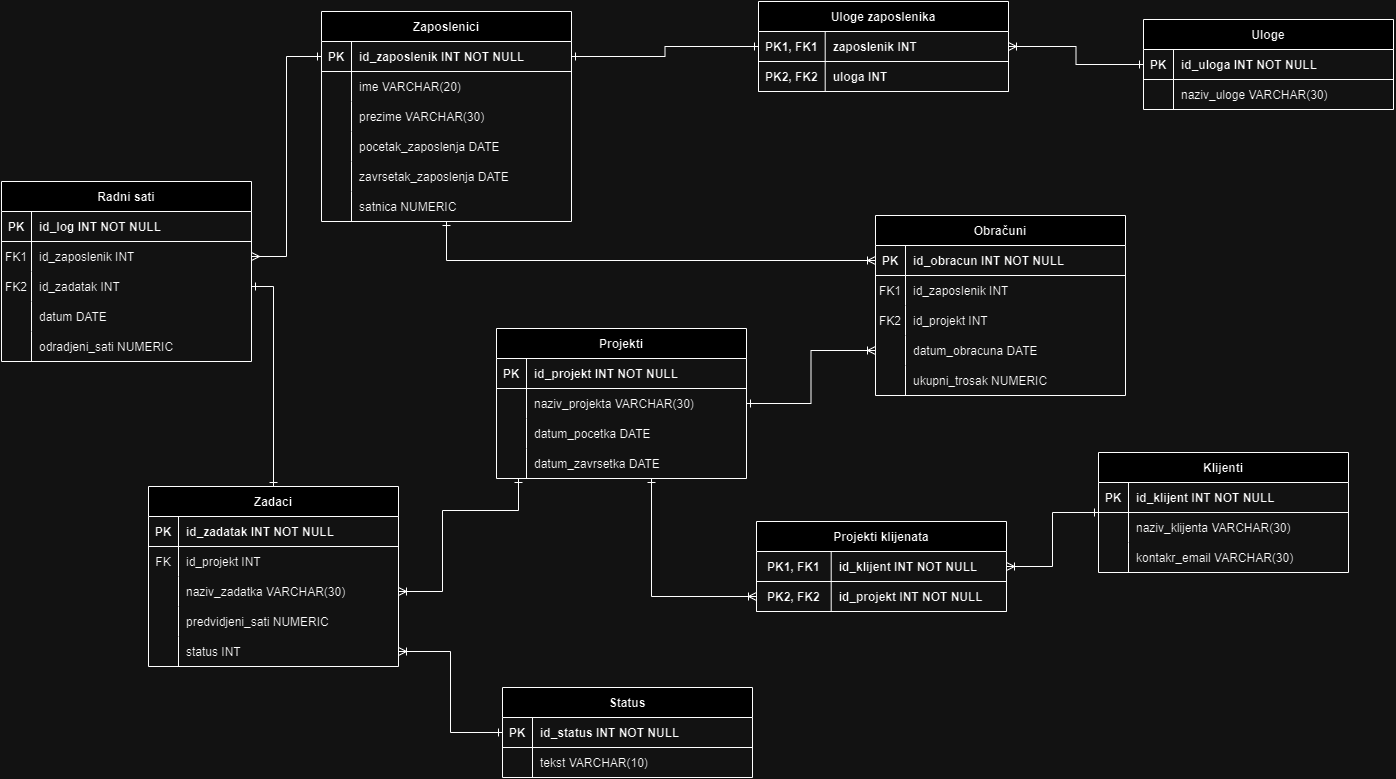 Zaposlenici
PK id_zaposlenik INT NOT NULL
ime VARCHAR(20)
prezime VARCHAR(30)
pocetak_zaposlenja DATE
zavrsetak_zaposlenja DATE
satnica NUMERIC
Uloge zaposlenika
PK1, FK1 zaposlenik INT
PK2, FK2 uloga INT
Uloge
PK id_uloga INT NOT NULL
naziv_uloge VARCHAR(30)
Radni sati
PK id_log INT NOT NULL
FK1 id_zaposlenik INT
FK2 id_zadatak INT
datum DATE
odradjeni_sati NUMERIC
Obračuni
PK id_obracun INT NOT NULL
FK1 id_zaposlenik INT
FK2 id_projekt INT
datum_obracuna DATE
ukupni_trosak NUMERIC
Projekti
PK id_projekt INT NOT NULL
naziv_projekta VARCHAR(30)
datum_pocetka DATE
datum_zavrsetka DATE
Klijenti
PK id_klijent INT NOT NULL
naziv_klijenta VARCHAR(30)
kontakr_email VARCHAR(30)
Zadaci
PK id_zadatak INT NOT NULL
FK id_projekt INT
naziv_zadatka VARCHAR(30)
predvidjeni_sati NUMERIC
status INT
Projekti klijenata
PK1, FK1 id_klijent INT NOT NULL
PK2, FK2 id_projekt INT NOT NULL
Status
PK id_status INT NOT NULL
tekst VARCHAR(10)